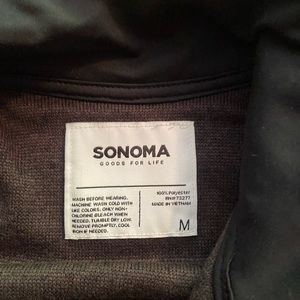 SONOMA
GOODS FOR LIFE
WASH BEFORE WEARING.
MACHINE WASH COLD WITH
LIKE COLORS. ONLY NON-
CHLORINE BLEACH WHEN
NEEDED. TUMBLE DRY LOW.
REMOVE PROMPTLY. COOL
IRON IF NEEDED.
100% Polyester
RN# 73277
MADE IN VIETNAM
M